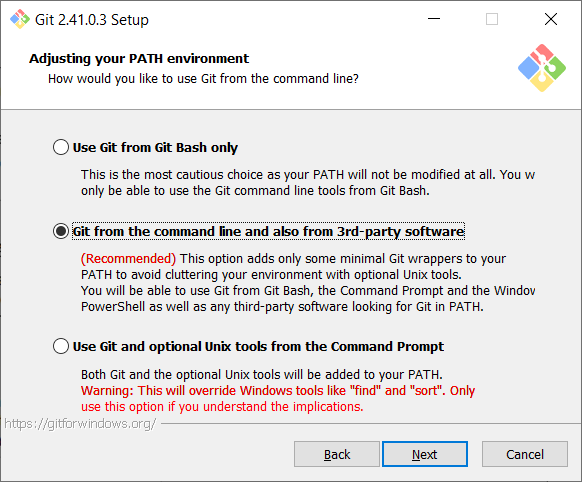 Git 2.41.0.3 Setup
Adjusting your PATH environment
How would you like to use Git from the command line?
Use Git from Git Bash only
This is the most cautious choice as your PATH will not be modified at all. You w
only be able to use the Git command line tools from Git Bash.
Git from the command line and also from 3rd-party software
(Recommended) This option adds only some minimal Git wrappers to your
PATH to avoid cluttering your environment with optional Unix tools.
You will be able to use Git from Git Bash, the Command Prompt and the Window
PowerShell as well as any third-party software looking for Git in PATH.
Use Git and optional Unix tools from the Command Prompt
Both Git and the optional Unix tools will be added to your PATH.
Warning: This will override Windows tools like "find" and "sort". Only
use this option if you understand the implications.
https://gitforwindows.org/
Back Next Cancel